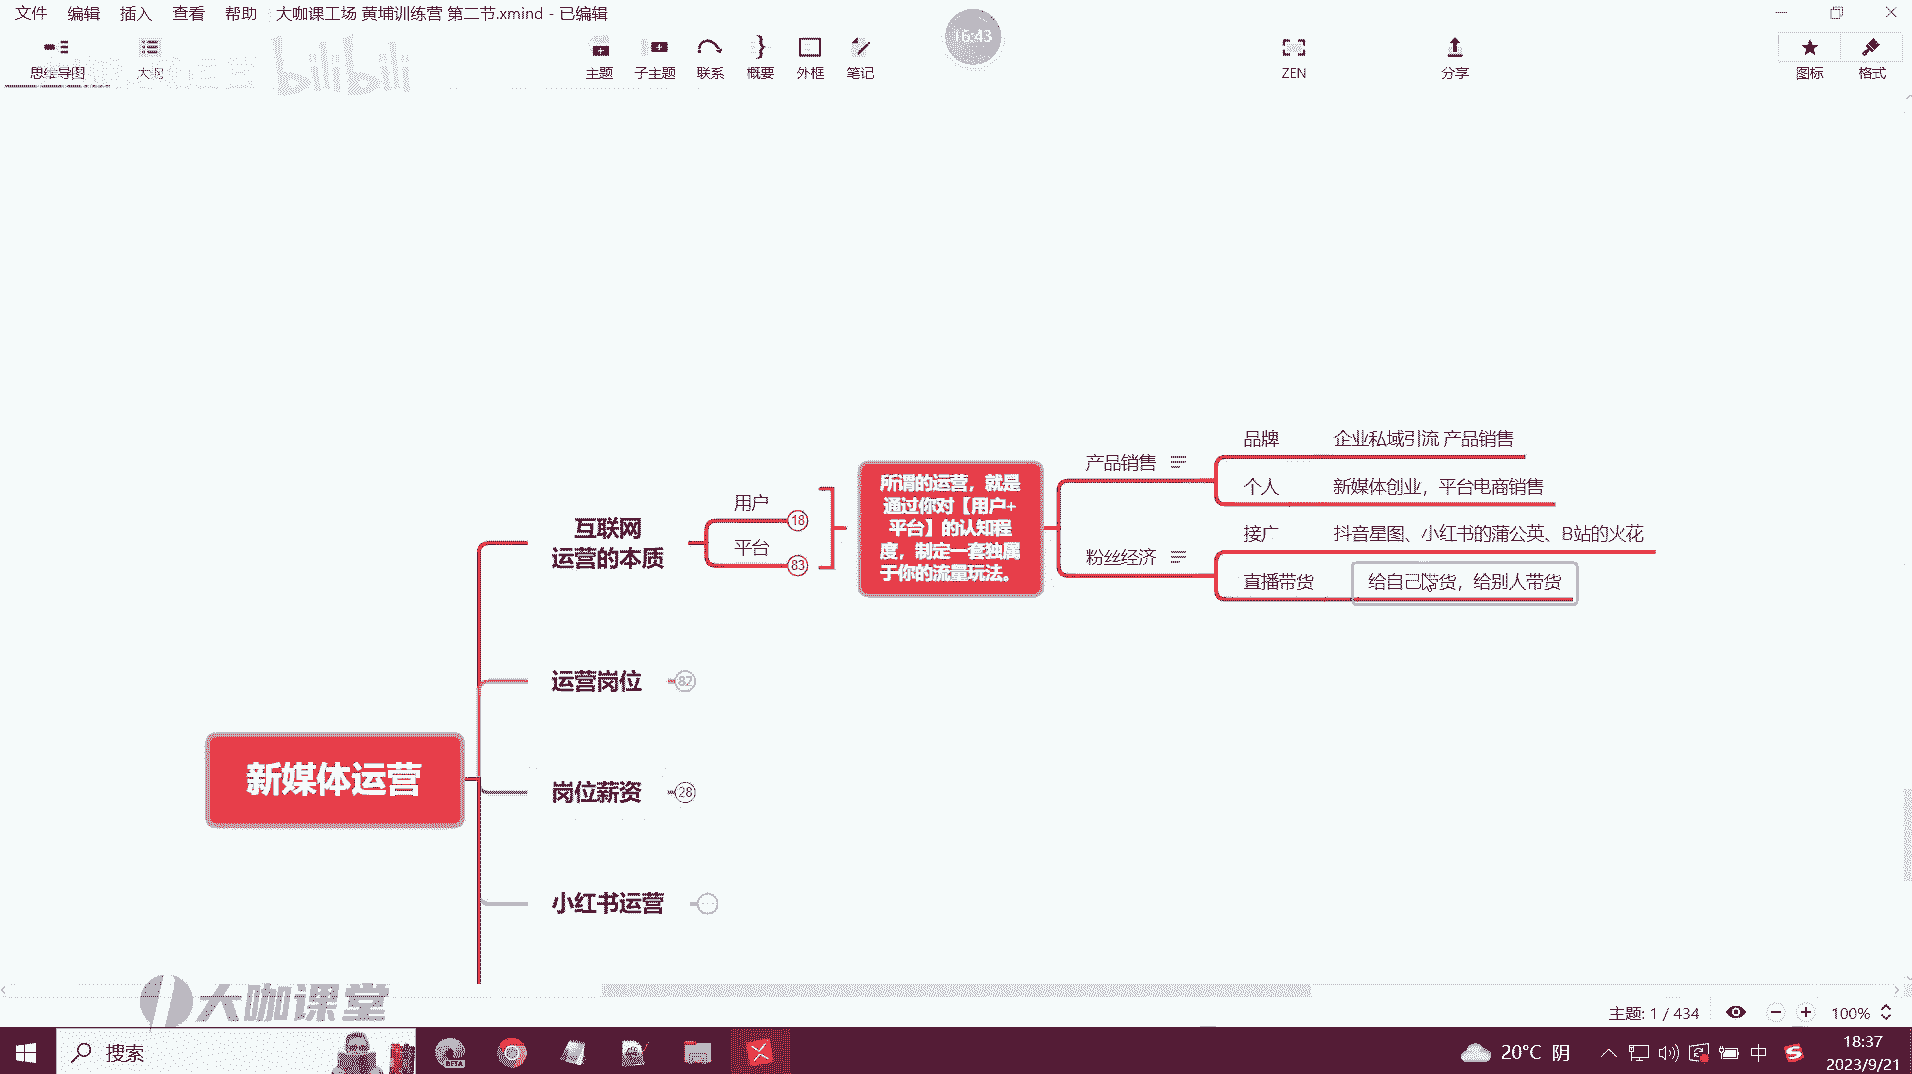 文件 编辑 插入 查看 帮助 大咖课工场 黄埔训练营 第二节.xmind - 已编辑
16:43
思维导图 大纲 主题 子主题 联系 概要 外框 笔记 ZEN 分享 图标 格式
bilibili
互联网
运营的本质
用户
18
平台
83
所谓的运营，就是
通过你对【用户+
平台】的认知程
度，制定一套独属
于你的流量玩法。
产品销售
品牌 企业私域引流 产品销售
个人 新媒体创业，平台电商销售
粉丝经济
接广 抖音星图、小红书的蒲公英、B站的火花
直播带货 给自己带货，给别人带货
运营岗位
82
新媒体运营
岗位薪资
28
小红书运营
大咖课堂
主题: 1 / 434 100%
搜索
BETA
20°C 阴
中
18:37
2023/9/21